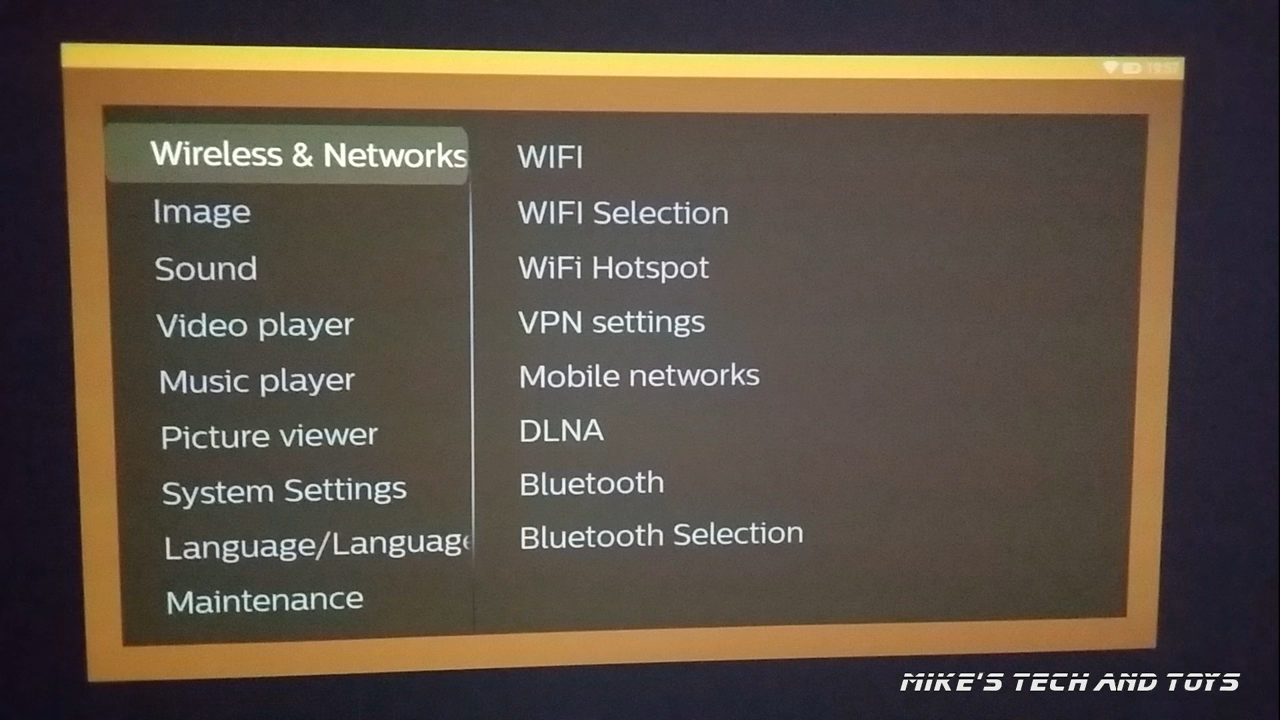 Wireless & Networks
Image
Sound
Video player
Music player
Picture viewer
System Settings
Language/Language
Maintenance
WIFI
WIFI Selection
WiFi Hotspot
VPN settings
Mobile networks
DLNA
Bluetooth
Bluetooth Selection
MIKE'S TECH AND TOYS